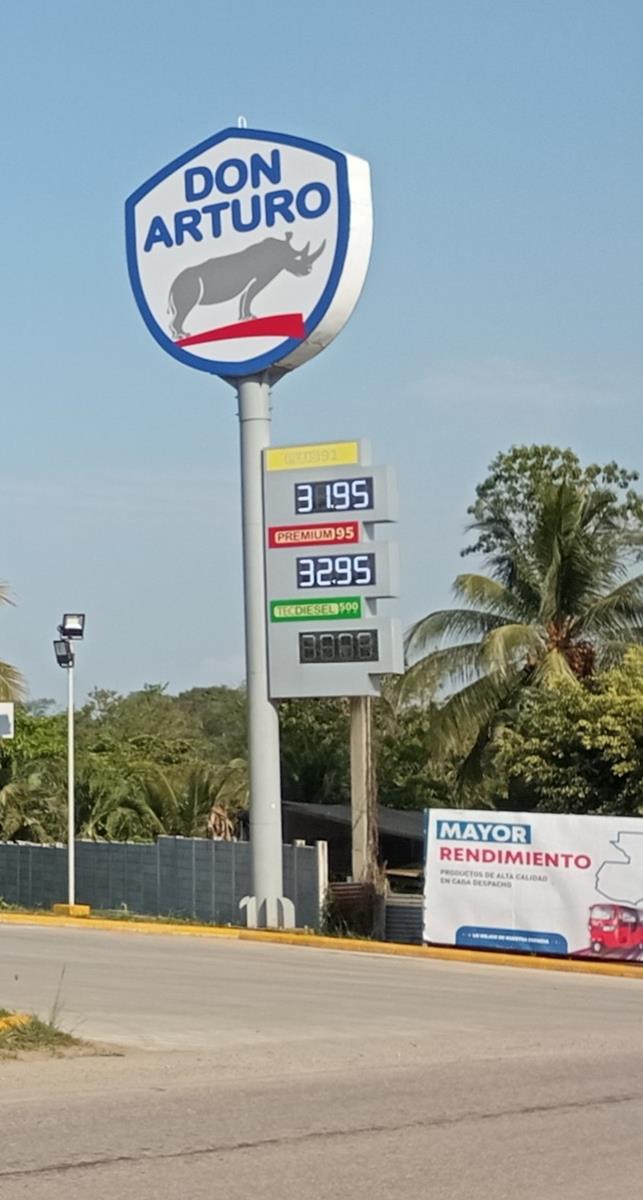 DON
ARTURO
31.95
PREMIUM 95
32.95
TECDIESEL 500
MAYOR
RENDIMIENTO
PRODUCTOS DE ALTA CALIDAD
EN CADA DESPACHO